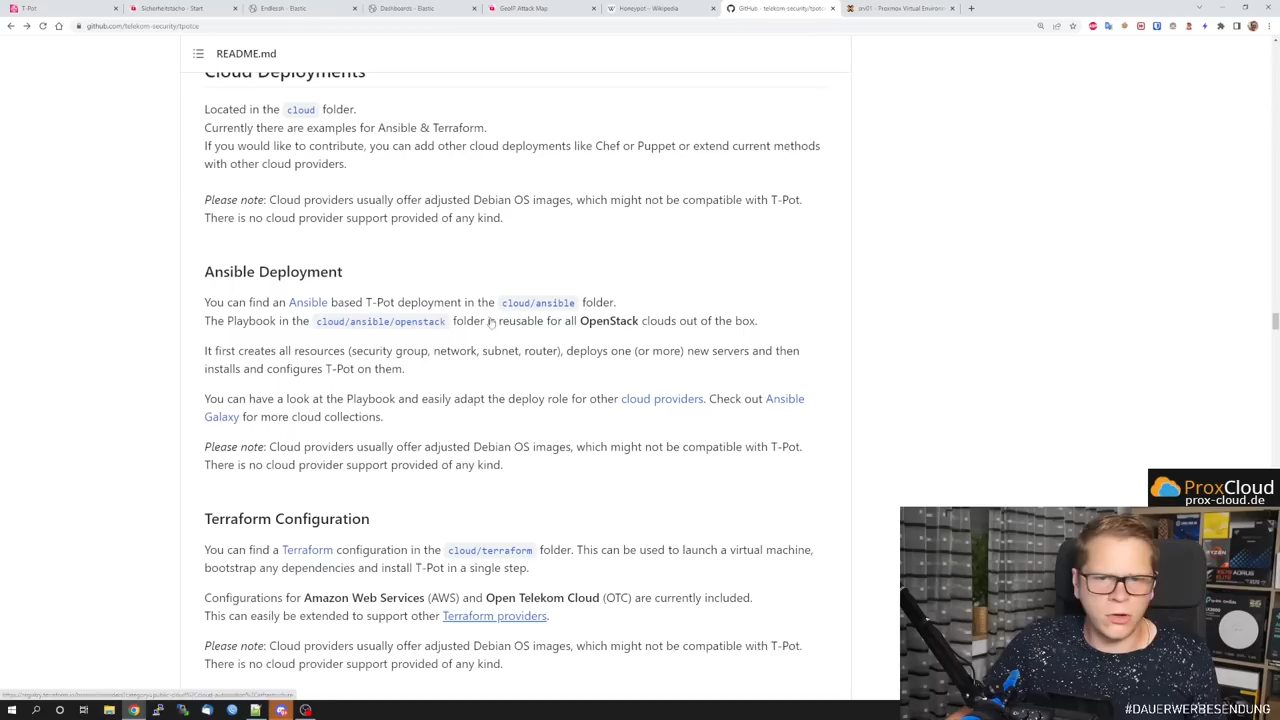 T-Pot
Sicherheitstacho - Start
Endlessh - Elastic
Dashboards - Elastic
GeoIP Attack Map
Honeypot – Wikipedia
GitHub - telekom-security/tpotce
srv01 - Proxmox Virtual Environm
github.com/telekom-security/tpotce
README.md
Cloud Deployments
Located in the cloud folder.
Currently there are examples for Ansible & Terraform.
If you would like to contribute, you can add other cloud deployments like Chef or Puppet or extend current methods
with other cloud providers.
Please note: Cloud providers usually offer adjusted Debian OS images, which might not be compatible with T-Pot.
There is no cloud provider support provided of any kind.
Ansible Deployment
You can find an Ansible based T-Pot deployment in the cloud/ansible folder.
The Playbook in the cloud/ansible/openstack folder is reusable for all OpenStack clouds out of the box.
It first creates all resources (security group, network, subnet, router), deploys one (or more) new servers and then
installs and configures T-Pot on them.
You can have a look at the Playbook and easily adapt the deploy role for other cloud providers. Check out Ansible
Galaxy for more cloud collections.
Please note: Cloud providers usually offer adjusted Debian OS images, which might not be compatible with T-Pot.
There is no cloud provider support provided of any kind.
Terraform Configuration
You can find a Terraform configuration in the cloud/terraform folder. This can be used to launch a virtual machine,
bootstrap any dependencies and install T-Pot in a single step.
Configurations for Amazon Web Services (AWS) and Open Telekom Cloud (OTC) are currently included.
This can easily be extended to support other Terraform providers.
Please note: Cloud providers usually offer adjusted Debian OS images, which might not be compatible with T-Pot.
There is no cloud provider support provided of any kind.
ProxCloud
prox-cloud.de
RYZEN
AORUS
#DAUERWERBESENDUNG